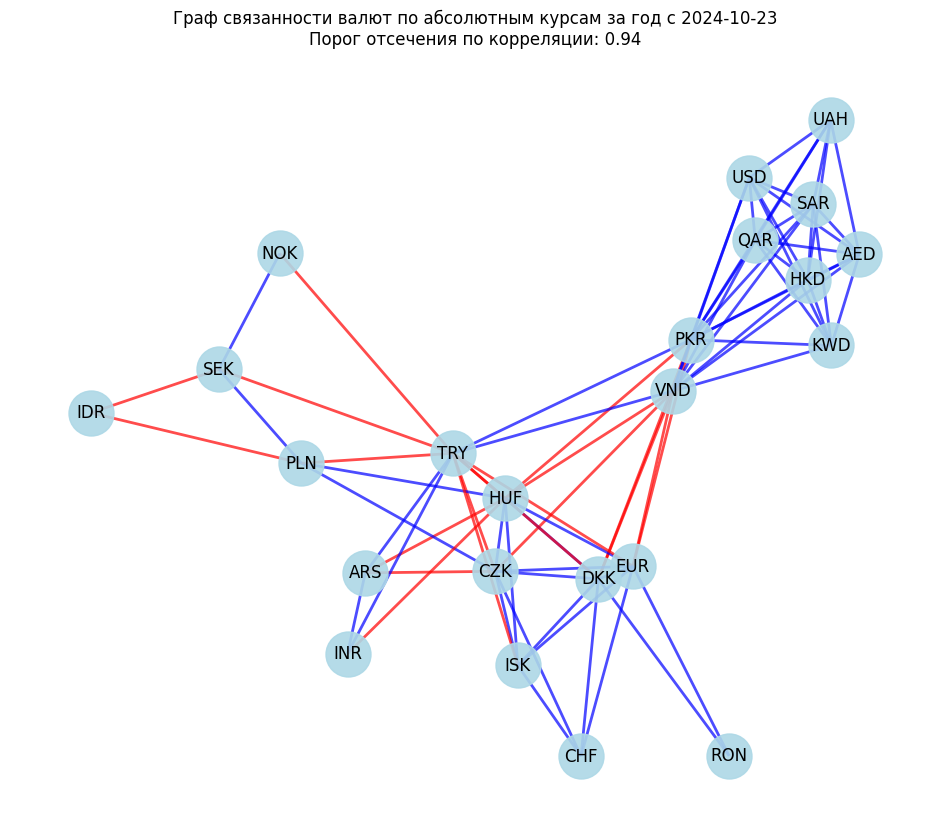 Граф связанности валют по абсолютным курсам за год с 2024-10-23
Порог отсечения по корреляции: 0.94
UAH
USD
SAR
QAR
AED
NOK
HKD
PKR
KWD
SEK
VND
IDR
TRY
PLN
HUF
EUR
ARS
CZK
DKK
INR
ISK
CHF
RON